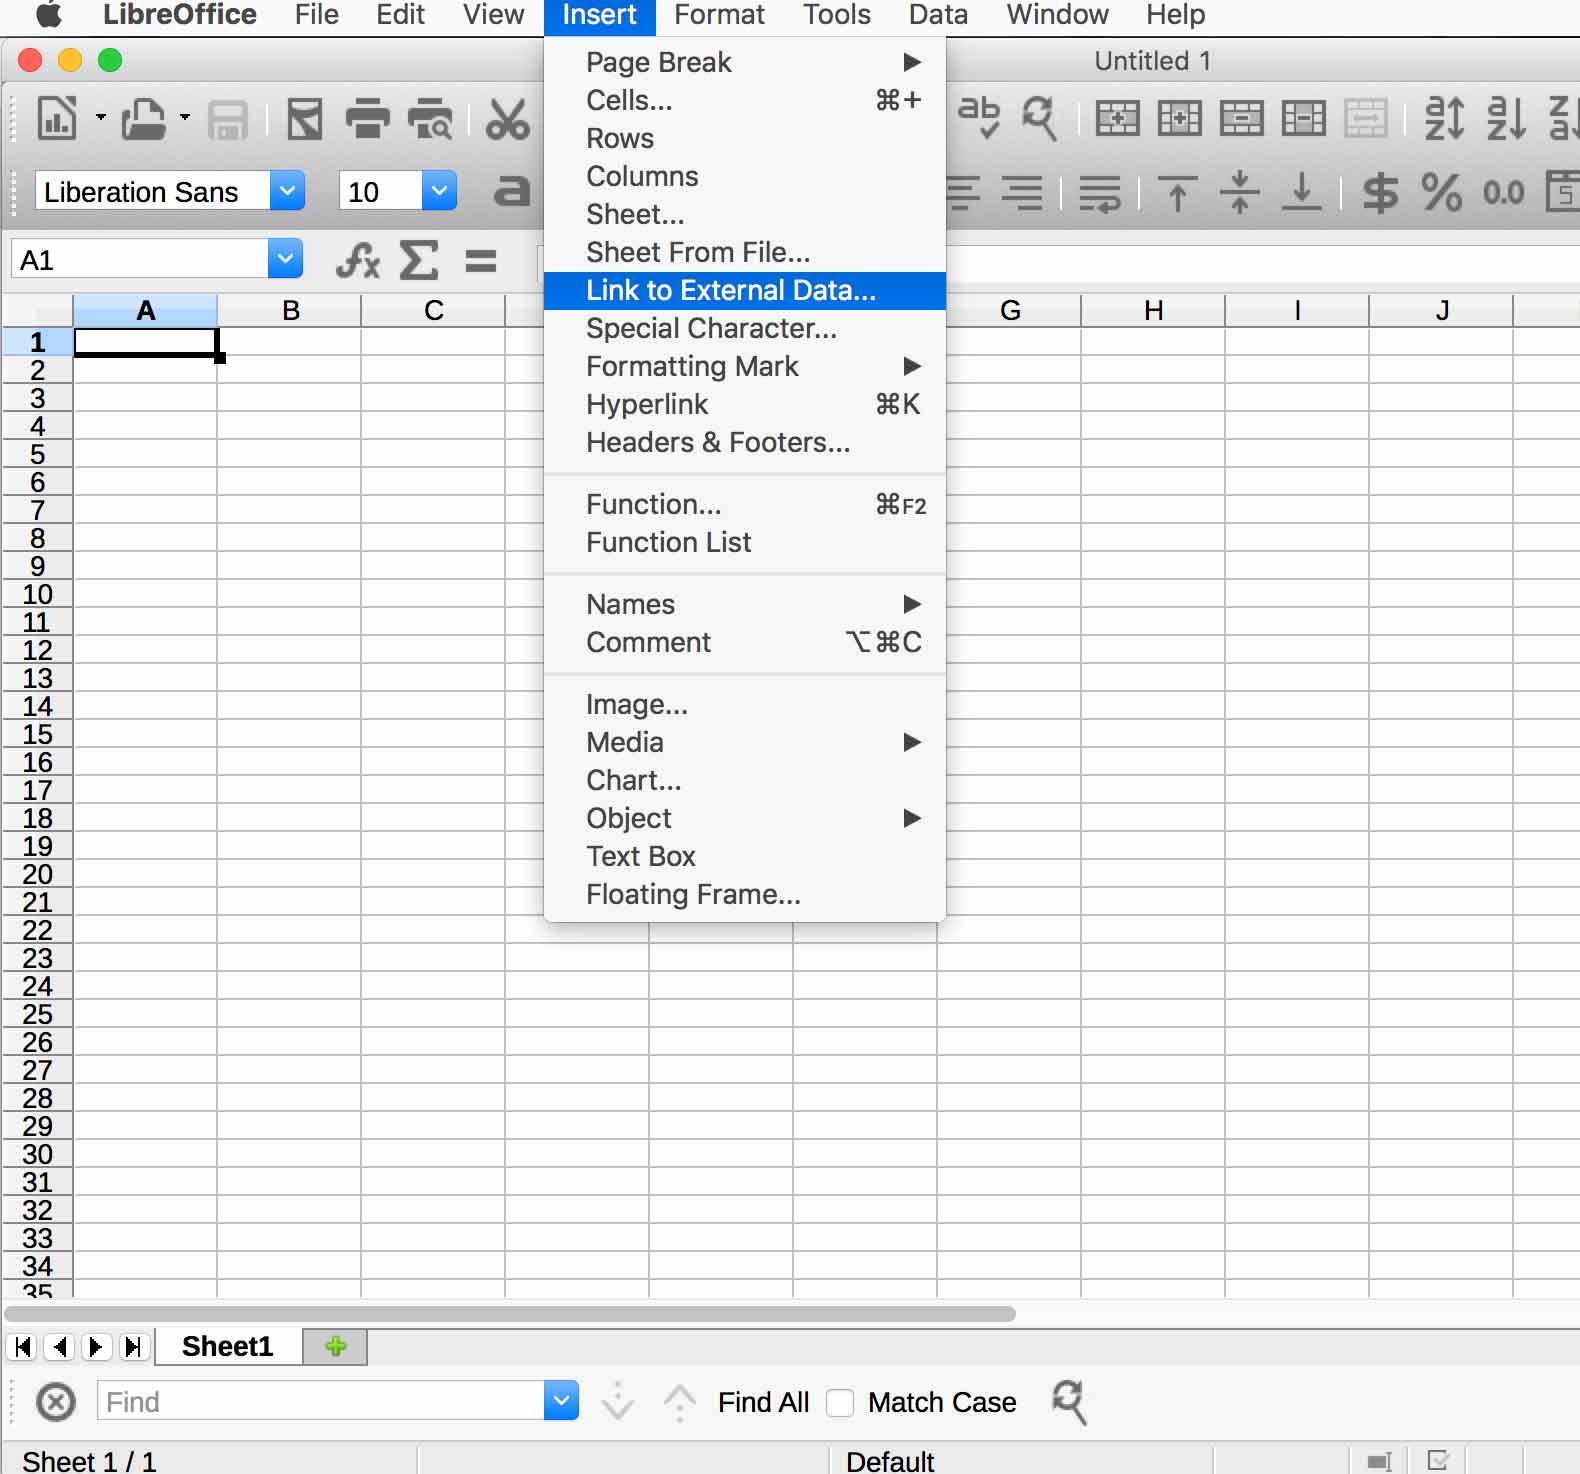 LibreOffice File Edit View Insert Format Tools Data Window Help
Untitled 1
Liberation Sans 10 a $ % 0.0 5
A1 fx Σ =
A B C G H I J
Page Break ▶
Cells... ⌘+
Rows
Columns
Sheet...
Sheet From File...
Link to External Data...
Special Character...
Formatting Mark ▶
Hyperlink ⌘K
Headers & Footers...
Function... ⌘F2
Function List
Names ▶
Comment ⌥⌘C
Image...
Media ▶
Chart...
Object ▶
Text Box
Floating Frame...
1
2
3
4
5
6
7
8
9
10
11
12
13
14
15
16
17
18
19
20
21
22
23
24
25
26
27
28
29
30
31
32
33
34
35
Sheet1
Find Find All Match Case
Sheet 1 / 1 Default